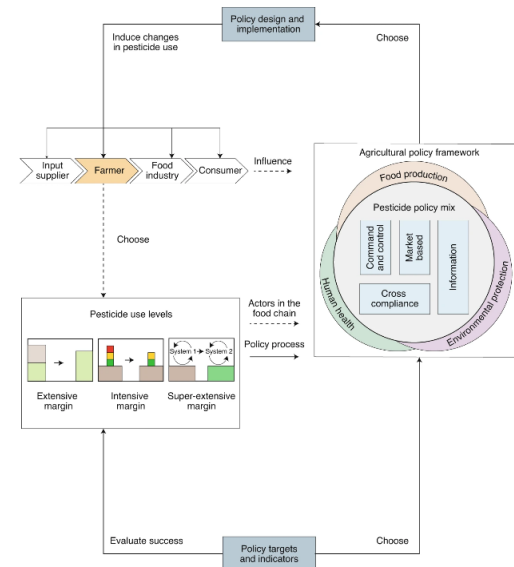 Policy design and
implementation
Induce changes
in pesticide use
Choose
Input
supplier
Farmer
Food
industry
Consumer
Influence
Agricultural policy framework
Food production
Pesticide policy mix
Command
and control
Market
based
Information
Cross
compliance
Human health
Environmental protection
Choose
Pesticide use levels
Actors in the
food chain
Policy process
System 1
System 2
Extensive
margin
Intensive
margin
Super-extensive
margin
Evaluate success
Policy targets
and indicators
Choose